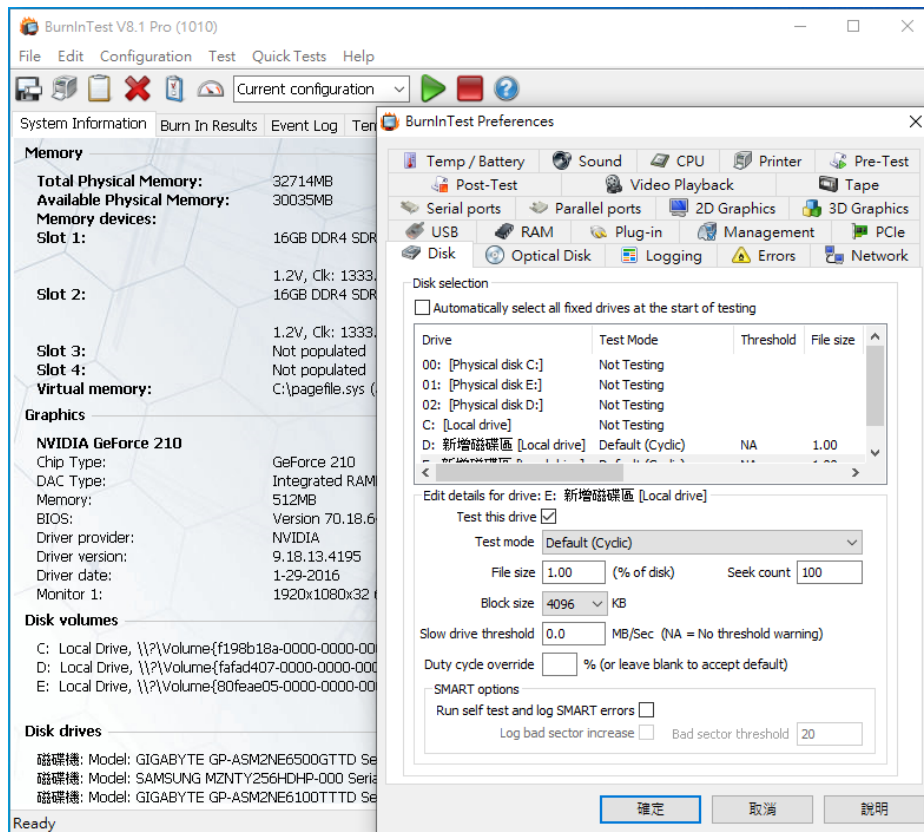 BurnInTest V8.1 Pro (1010)
File Edit Configuration Test Quick Tests Help
Current configuration
System Information Burn In Results Event Log
Memory
Total Physical Memory: 32714MB
Available Physical Memory: 30035MB
Memory devices:
Slot 1: 16GB DDR4
1.2V, Clk: 1333.
Slot 2: 16GB DDR4
1.2V, Clk: 1333.
Slot 3: Not populated
Slot 4: Not populated
Virtual memory: C:\pagefile.sys
Graphics
NVIDIA GeForce 210
Chip Type: GeForce 210
DAC Type: Integrated
Memory: 512MB
BIOS: Version 70.18.6
Driver provider: NVIDIA
Driver version: 9.18.13.4195
Driver date: 1-29-2016
Monitor 1: 1920x1080x32
Disk volumes
C: Local Drive, \\?\Volume{f198b18a-0000-0000-00
D: Local Drive, \\?\Volume{fafad407-0000-0000-00
E: Local Drive, \\?\Volume{80feae05-0000-0000-00
Disk drives
磁碟機: Model: GIGABYTE GP-ASM2NE6500GTTD
磁碟機: Model: SAMSUNG MZNTY256HDHP-000
磁碟機: Model: GIGABYTE GP-ASM2NE6100TTTD
Ready
BurnInTest Preferences
Temp / Battery Sound CPU Printer Pre-Test
Post-Test Video Playback Tape
Serial ports Parallel ports 2D Graphics 3D Graphics
USB RAM Plug-in Management PCIe
Disk Optical Disk Logging Errors Network
Disk selection
Automatically select all fixed drives at the start of testing
Drive Test Mode Threshold File size
00: [Physical disk C:] Not Testing
01: [Physical disk E:] Not Testing
02: [Physical disk D:] Not Testing
C: [Local drive] Not Testing
D: 新增磁碟區 [Local drive] Default (Cyclic) NA 1.00
Edit details for drive: E: 新增磁碟區 [Local drive]
Test this drive
Test mode Default (Cyclic)
File size 1.00 (% of disk) Seek count 100
Block size 4096 KB
Slow drive threshold 0.0 MB/Sec (NA = No threshold warning)
Duty cycle override % (or leave blank to accept default)
SMART options
Run self test and log SMART errors
Log bad sector increase Bad sector threshold 20
確定 取消 說明